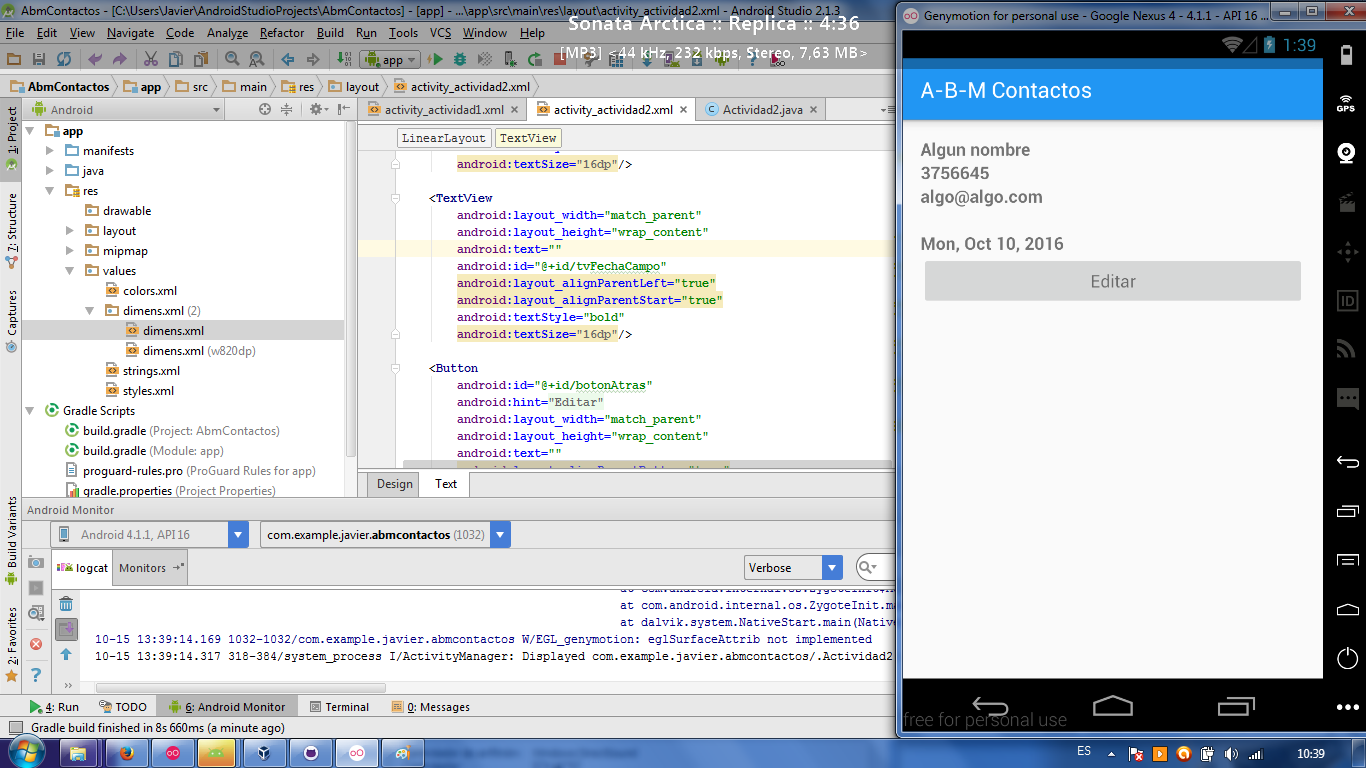 AbmContactos - [C:\Users\Javier\AndroidStudioProjects\AbmContactos] - [app] - ...\app\src\main\res\layout\activity_actividad2.xml - Android Studio 2.1.3
Sonata Arctica :: Replica :: 4:36
[MP3] <44 kHz, 232 kbps, Stereo, 7,63 MB>
File Edit View Navigate Code Analyze Refactor Build Run Tools VCS Window Help
app
AbmContactos app src main res layout activity_actividad2.xml
1: Project
7: Structure
Captures
Build Variants
2: Favorites
Android
app
manifests
java
res
drawable
layout
mipmap
values
colors.xml
dimens.xml (2)
dimens.xml
dimens.xml (w820dp)
strings.xml
styles.xml
Gradle Scripts
build.gradle (Project: AbmContactos)
build.gradle (Module: app)
proguard-rules.pro (ProGuard Rules for app)
gradle.properties (Project Properties)
activity_actividad1.xml activity_actividad2.xml Actividad2.java
LinearLayout TextView
android:textSize="16dp"/>
<TextView
android:layout_width="match_parent"
android:layout_height="wrap_content"
android:text=""
android:id="@+id/tvFechaCampo"
android:layout_alignParentLeft="true"
android:layout_alignParentStart="true"
android:textStyle="bold"
android:textSize="16dp"/>
<Button
android:id="@+id/botonAtras"
android:hint="Editar"
android:layout_width="match_parent"
android:layout_height="wrap_content"
android:text=""
Design Text
Android Monitor
Android 4.1.1, API 16 com.example.javier.abmcontactos (1032)
logcat Monitors Verbose
at com.android.internal.os.ZygoteInit.ma
at dalvik.system.NativeStart.main(Native
10-15 13:39:14.169 1032-1032/com.example.javier.abmcontactos W/EGL_genymotion: eglSurfaceAttrib not implemented
10-15 13:39:14.317 318-384/system_process I/ActivityManager: Displayed com.example.javier.abmcontactos/.Actividad2
4: Run TODO 6: Android Monitor Terminal 0: Messages
Gradle build finished in 8s 660ms (a minute ago)
Genymotion for personal use - Google Nexus 4 - 4.1.1 - API 16 ...
1:39
A-B-M Contactos
Algun nombre
3756645
algo@algo.com
Mon, Oct 10, 2016
Editar
free for personal use
GPS
ID
ES 10:39